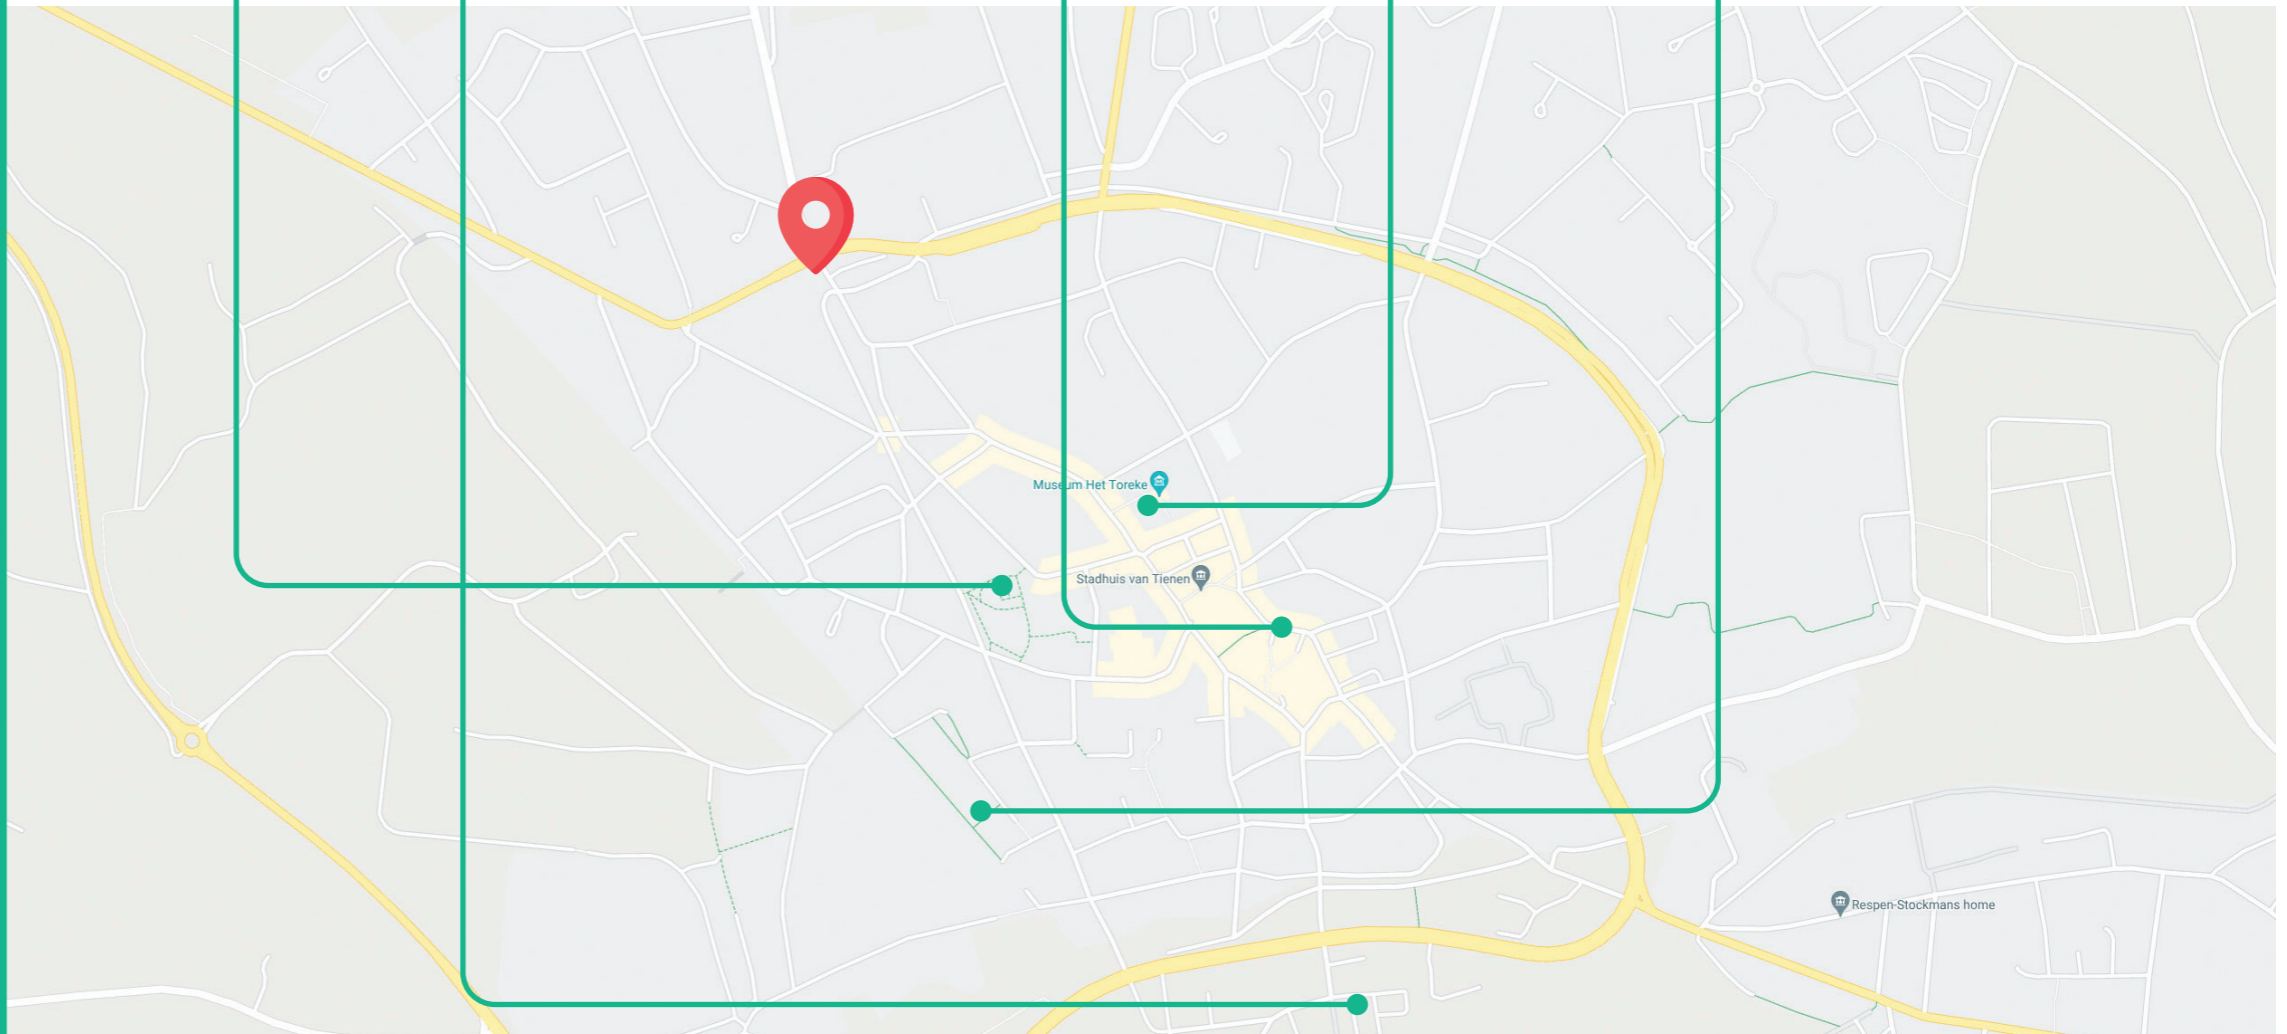 Museum Het Toreke
Stadhuis van Tienen
Respen-Stockmans home